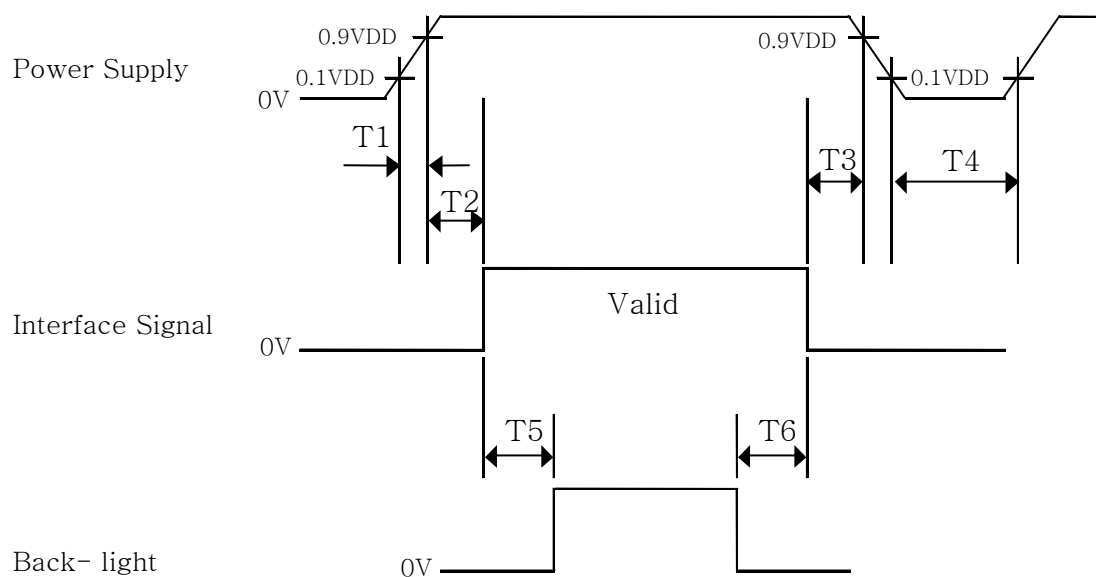 0.9VDD
0.9VDD
Power Supply
0.1VDD
0.1VDD
0V
T1
T3
T4
T2
Valid
Interface Signal
0V
T5
T6
Back- light
0V